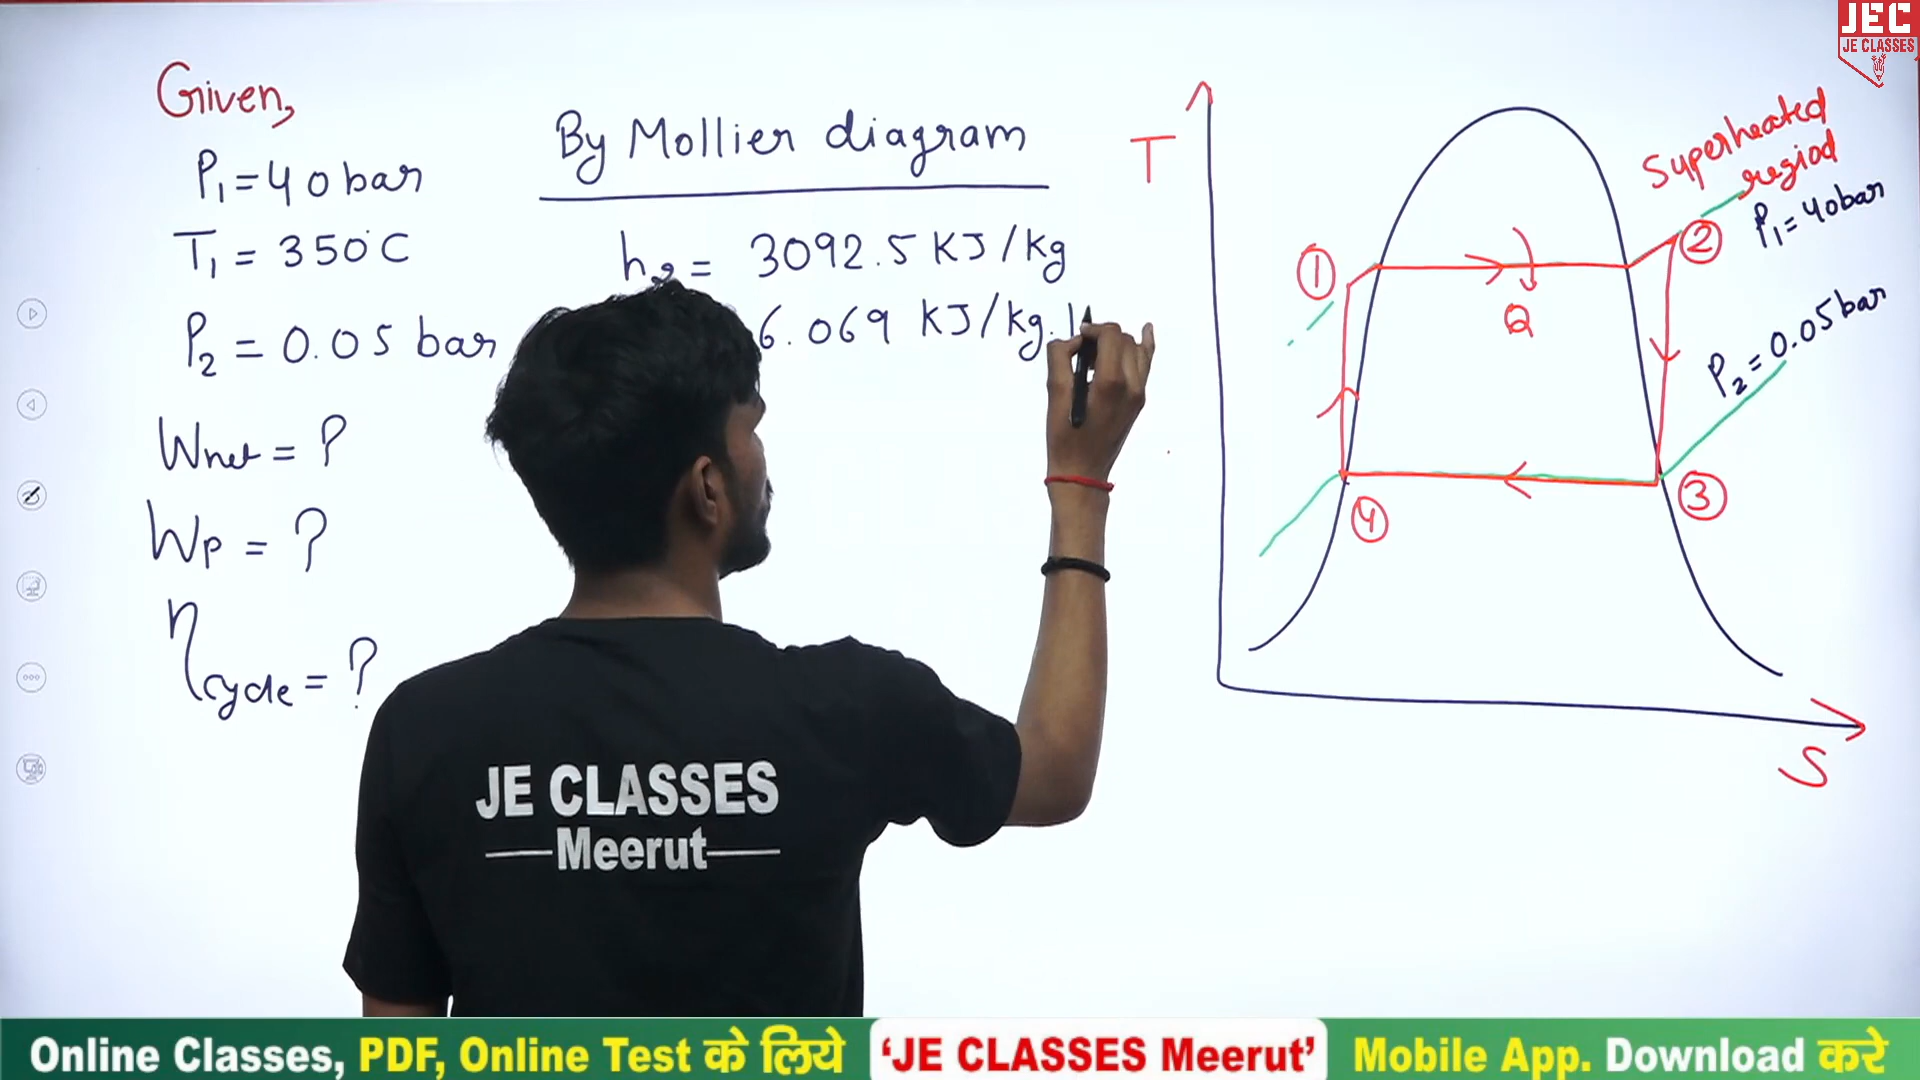 Given,
P1 = 40 bar
T1 = 350°C
P2 = 0.05 bar
Wnet = ?
Wp = ?
ηcycle = ?
By Mollier diagram
h2 = 3092.5 KJ/kg
6.069 KJ/kg.
T
Superheated
regiod
P1 = 40bar
①
②
Q
P2 = 0.05bar
③
④
S
JEC
JE CLASSES
JE CLASSES
Meerut
Online Classes, PDF, Online Test के लिये 'JE CLASSES Meerut' Mobile App. Download करे